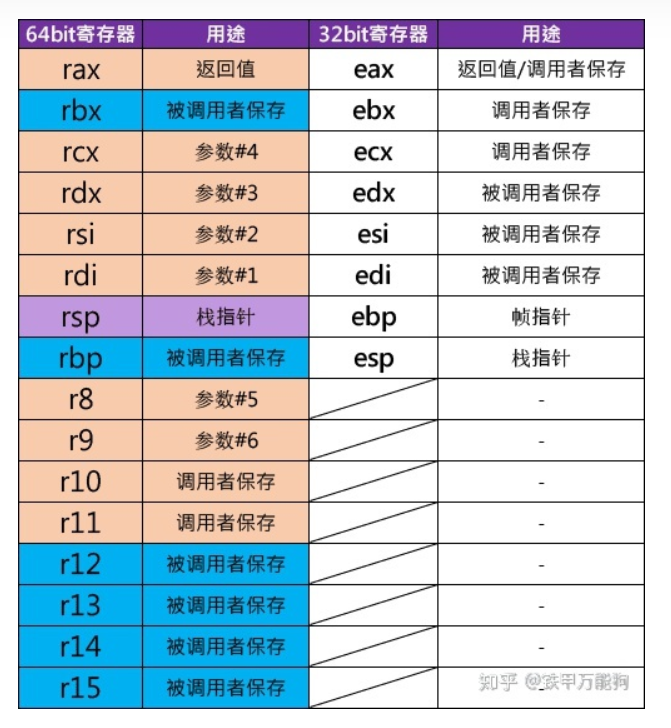 64bit寄存器 用途 32bit寄存器 用途
rax 返回值 eax 返回值/调用者保存
rbx 被调用者保存 ebx 调用者保存
rcx 参数#4 ecx 调用者保存
rdx 参数#3 edx 被调用者保存
rsi 参数#2 esi 被调用者保存
rdi 参数#1 edi 被调用者保存
rsp 栈指针 ebp 帧指针
rbp 被调用者保存 esp 栈指针
r8 参数#5 -
r9 参数#6 -
r10 调用者保存 -
r11 调用者保存 -
r12 被调用者保存 -
r13 被调用者保存 -
r14 被调用者保存 -
r15 被调用者保存 -
知乎 @铁甲万能狗